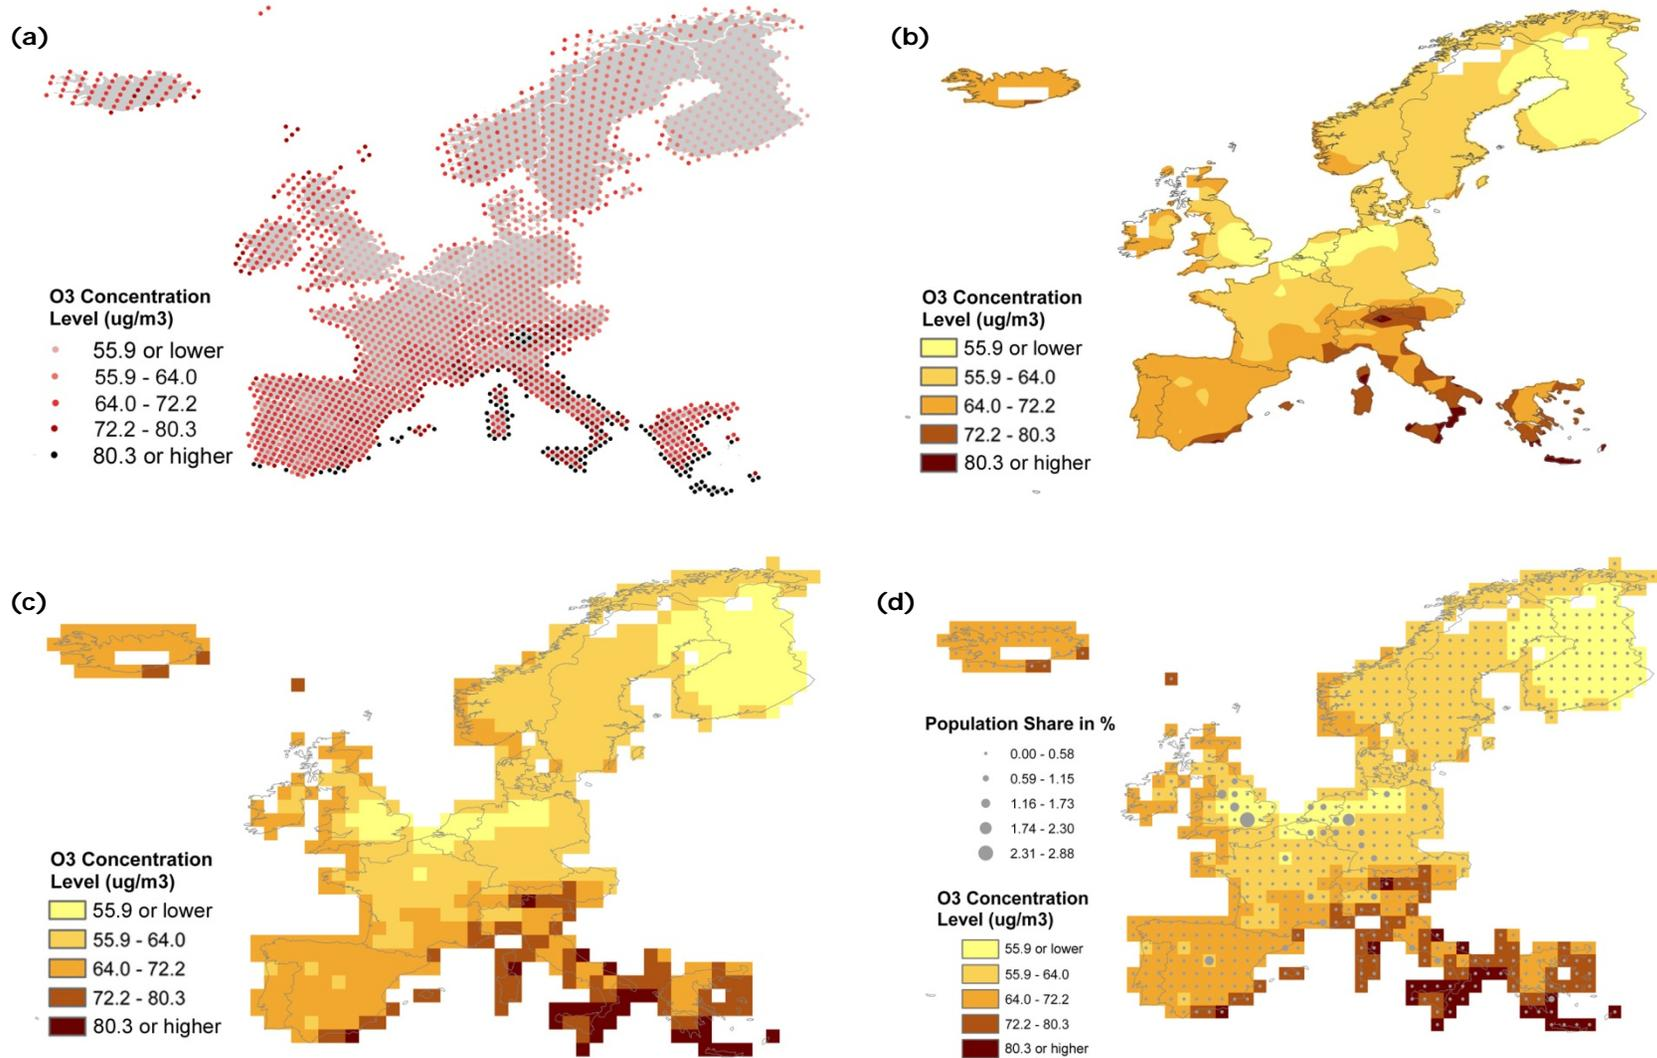 (a)
O3 Concentration
Level (ug/m3)
55.9 or lower
55.9 - 64.0
64.0 - 72.2
72.2 - 80.3
80.3 or higher
(b)
O3 Concentration
Level (ug/m3)
55.9 or lower
55.9 - 64.0
64.0 - 72.2
72.2 - 80.3
80.3 or higher
(c)
O3 Concentration
Level (ug/m3)
55.9 or lower
55.9 - 64.0
64.0 - 72.2
72.2 - 80.3
80.3 or higher
(d)
Population Share in %
0.00 - 0.58
0.59 - 1.15
1.16 - 1.73
1.74 - 2.30
2.31 - 2.88
O3 Concentration
Level (ug/m3)
55.9 or lower
55.9 - 64.0
64.0 - 72.2
72.2 - 80.3
80.3 or higher